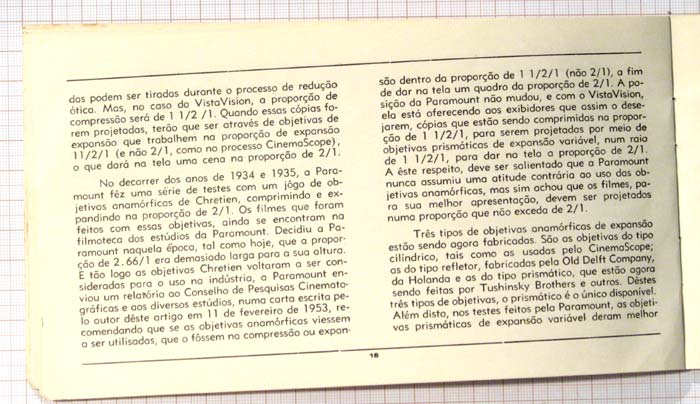 das podem ser tiradas durante o processo de redução
ótica. Mas, no caso do VistaVision, a proporção de
compressão será de 1 1/2 /1. Quando essas cópias fo-
rem projetadas, terão que ser através de objetivas de
expansão que trabalhem na proporção de expansão
11/2/1 (e não 2/1, como no processo CinemaScope),
o que dará na tela uma cena na proporção de 2/1.
No decorrer dos anos de 1934 e 1935, a Para-
mount fêz uma série de testes com um jôgo de ob-
jetivas anamórficas de Chretien, comprimindo e ex-
pandindo na proporção de 2/1. Os filmes que foram
feitos com essas objetivas, ainda se encontram na
filmoteca dos estúdios da Paramount. Decidiu a Pa-
ramount naquela época, tal como hoje, que a propor-
ção de 2.66/1 era demasiado larga para a sua altura.
E tão logo as objetivas Chretien voltaram a ser con-
sideradas para o uso na indústria, a Paramount en-
viou um relatório ao Conselho de Pesquisas Cinemato-
gráficas e aos diversos estúdios, numa carta escrita pe-
lo autor dêste artigo em 11 de fevereiro de 1953, re-
comendando que se as objetivas anamórficas viessem
a ser utilisadas, que o fôssem na compressão ou expan-
são dentro da proporção de 1 1/2/1 (não 2/1), a fim
de dar na tela um quadro da proporção de 2/1. A po-
sição da Paramount não mudou, e com o VistaVision,
ela está oferecendo aos exibidores que assim o dese-
jarem, cópias que estão sendo comprimidas na propor-
ção de 1 1/2/1, para serem projetadas por meio de
objetivas prismáticas de expansão variável, num raio
de 1 1/2/1, para dar na tela a proporção de 2/1.
A êste respeito, deve ser salientado que a Paramount
nunca assumiu uma atitude contrária ao uso das ob-
jetivas anamórficas, mas sim achou que os filmes, pa-
ra sua melhor apresentação, devem ser projetados
numa proporção que não exceda de 2/1.
Três tipos de objetivas anamórficas de expansão
estão sendo agora fabricadas. São as objetivas do tipo
cilíndrico, tais como as usadas pelo CinemaScope;
as do tipo refletor, fabricadas pela Old Delft Company,
da Holanda e as do tipo prismático, que estão agora
sendo feitas por Tushinsky Brothers e outros. Dêstes
três tipos de objetivas, o prismático é o único disponível.
Além disto, nos testes feitos pela Paramount, as objeti-
vas prismáticas de expansão variável deram melhor
18